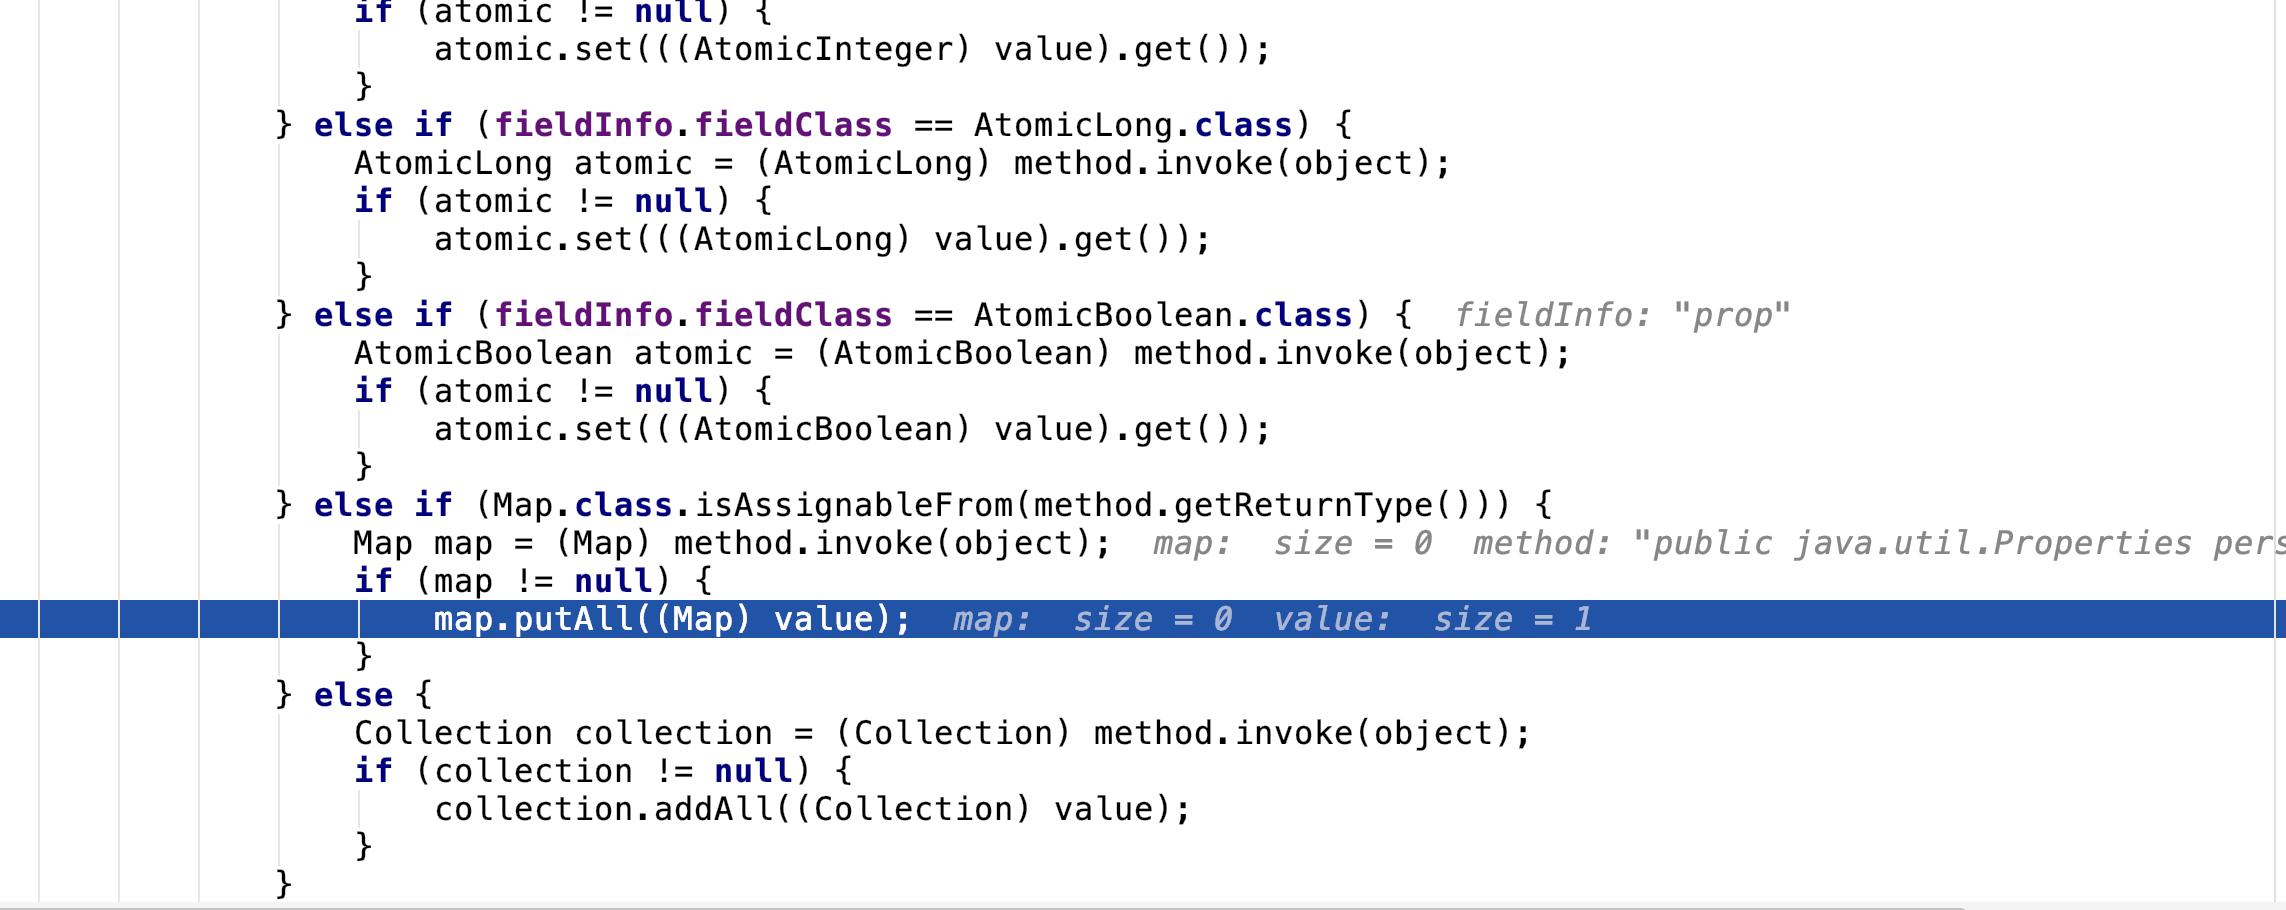 if (atomic != null) {
atomic.set(((AtomicInteger) value).get());
}
} else if (fieldInfo.fieldClass == AtomicLong.class) {
AtomicLong atomic = (AtomicLong) method.invoke(object);
if (atomic != null) {
atomic.set(((AtomicLong) value).get());
}
} else if (fieldInfo.fieldClass == AtomicBoolean.class) { fieldInfo: "prop"
AtomicBoolean atomic = (AtomicBoolean) method.invoke(object);
if (atomic != null) {
atomic.set(((AtomicBoolean) value).get());
}
} else if (Map.class.isAssignableFrom(method.getReturnType())) {
Map map = (Map) method.invoke(object); map: size = 0 method: "public java.util.Properties pers
if (map != null) {
map.putAll((Map) value); map: size = 0 value: size = 1
}
} else {
Collection collection = (Collection) method.invoke(object);
if (collection != null) {
collection.addAll((Collection) value);
}
}